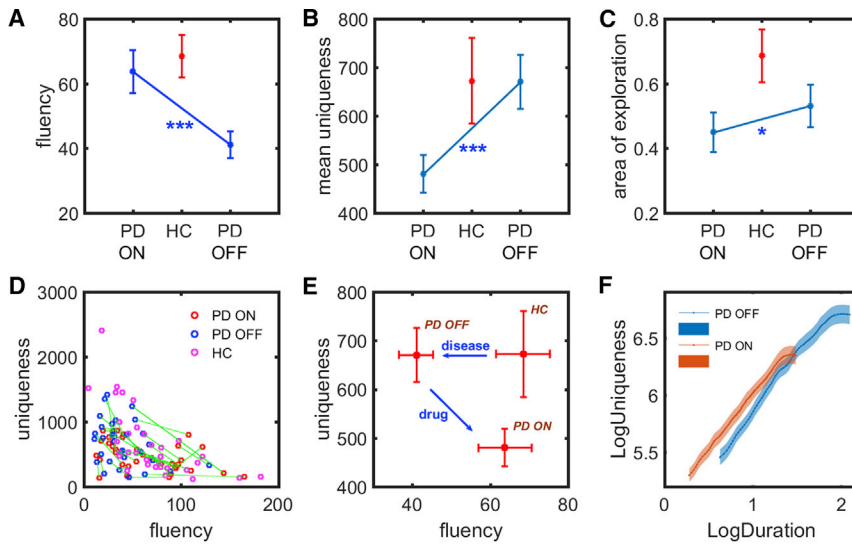 A
fluency
80
60
40
20
***
PD
ON
HC
PD
OFF
B
mean uniqueness
800
700
600
500
400
***
PD
ON
HC
PD
OFF
C
area of exploration
0.8
0.6
0.4
0.2
*
PD
ON
HC
PD
OFF
D
uniqueness
3000
2000
1000
0
PD ON
PD OFF
HC
0 100 200
fluency
E
uniqueness
800
700
600
500
400
PD OFF
HC
disease
drug
PD ON
40 60 80
fluency
F
LogUniqueness
6.5
6
5.5
PD OFF
PD ON
0 1 2
LogDuration